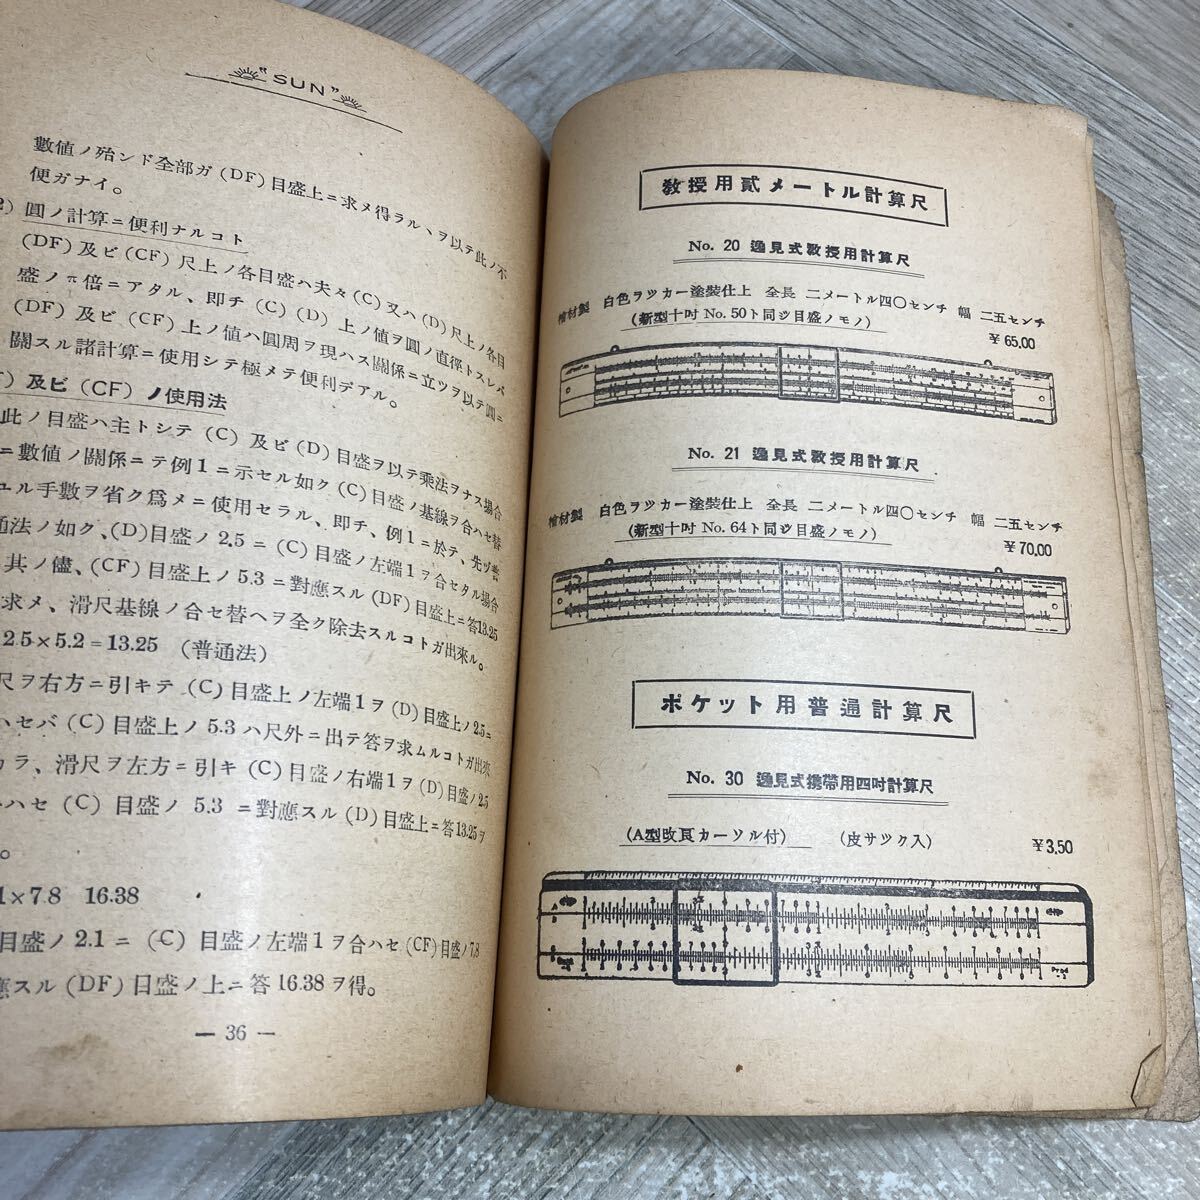 "SUN"
數値ノ殆ンド全部ガ (DF) 目盛上ニ求メ得ラルヽヲ以テ此ノ不
便ガナイ。
2) 圓ノ計算ニ便利ナルコト
(DF) 及ビ (CF) 尺上ノ各目盛ハ夫々 (C) 又ハ (D) 尺上ノ各目
盛ノ π 倍ニアタル、即チ (C) (D) 上ノ値ヲ圓ノ直徑トスレバ
(DF) 及ビ (CF) 上ノ値ハ圓周ヲ現ハス關係ニ立ツヲ以テ圓ニ
關スル諸計算ニ使用シテ極メテ便利デアル。
) 及ビ (CF) ノ使用法
此ノ目盛ハ主トシテ (C) 及ビ (D) 目盛ヲ以テ乘法ヲナス場合
ニ數値ノ關係ニテ例1ニ示セル如ク (C) 目盛ノ基線ヲ合ハセ替
ユル手數ヲ省ク爲メニ使用セラル、即チ、例1ニ於テ、先ヅ普
通法ノ如ク、(D)目盛ノ 2.5 ニ (C) 目盛ノ左端1ヲ合セタル場合
其ノ儘、(CF) 目盛上ノ 5.3 ニ對應スル (DF) 目盛上ニ答13.25
求メ、滑尺基線ノ合セ替ヘヲ全ク除去スルコトガ出來ル。
2.5×5.2=13.25 (普通法)
尺ヲ右方ニ引キテ (C) 目盛上ノ左端1ヲ (D) 目盛上ノ2.5ニ
ハセバ (C) 目盛上ノ 5.3 ハ尺外ニ出テ答ヲ求ムルコトガ出來
カラ、滑尺ヲ左方ニ引キ (C) 目盛ノ右端1ヲ (D) 目盛ノ2.5
ニハセ (C) 目盛ノ 5.3 ニ對應スル (D) 目盛上ニ答13.25ヲ
。
1×7.8 16.38
目盛ノ 2.1 ニ (C) 目盛ノ左端1ヲ合ハセ (CF) 目盛ノ7.8
應スル (DF) 目盛ノ上ニ答 16.38 ヲ得。
— 36 —
敎授用貳メートル計算尺
No. 20 逸見式敎授用計算尺
檜材製 白色ラツカー塗裝仕上 全長 二メートル四〇センチ 幅 二五センチ
(新型十吋 No. 50ト同ジ目盛ノモノ)
¥65.00
No. 21 逸見式敎授用計算尺
檜材製 白色ラツカー塗裝仕上 全長 二メートル四〇センチ 幅 二五センチ
(新型十吋 No. 64ト同ジ目盛ノモノ)
¥70.00
ポケット用普通計算尺
No. 30 逸見式携帶用四吋計算尺
(A型改良カーソル付) (皮サツク入)
¥3.50